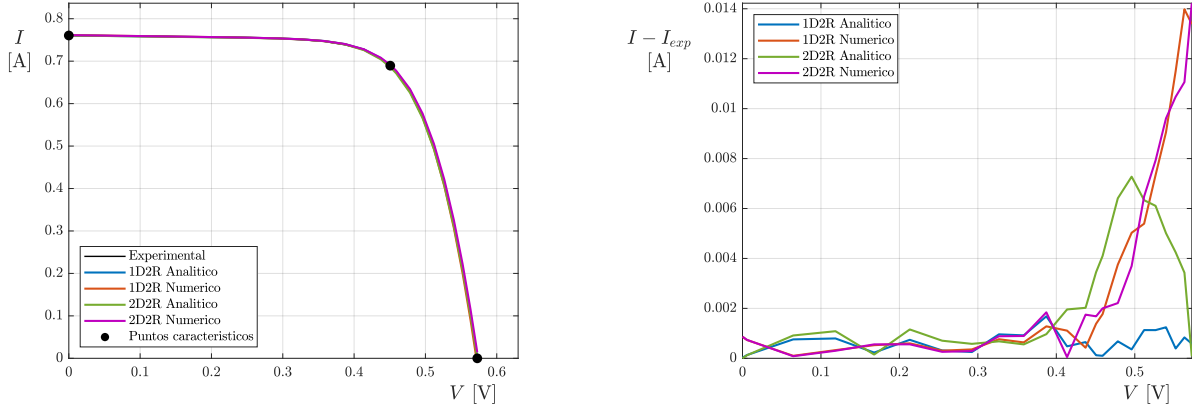 I
[A]
0.8
0.7
0.6
0.5
0.4
0.3
0.2
0.1
0
Experimental
1D2R Analitico
1D2R Numerico
2D2R Analitico
2D2R Numerico
Puntos caracteristicos
0 0.1 0.2 0.3 0.4 0.5 0.6
V [V]
I − I_exp
[A]
0.014
0.012
0.01
0.008
0.006
0.004
0.002
0
1D2R Analitico
1D2R Numerico
2D2R Analitico
2D2R Numerico
0 0.1 0.2 0.3 0.4 0.5
V [V]